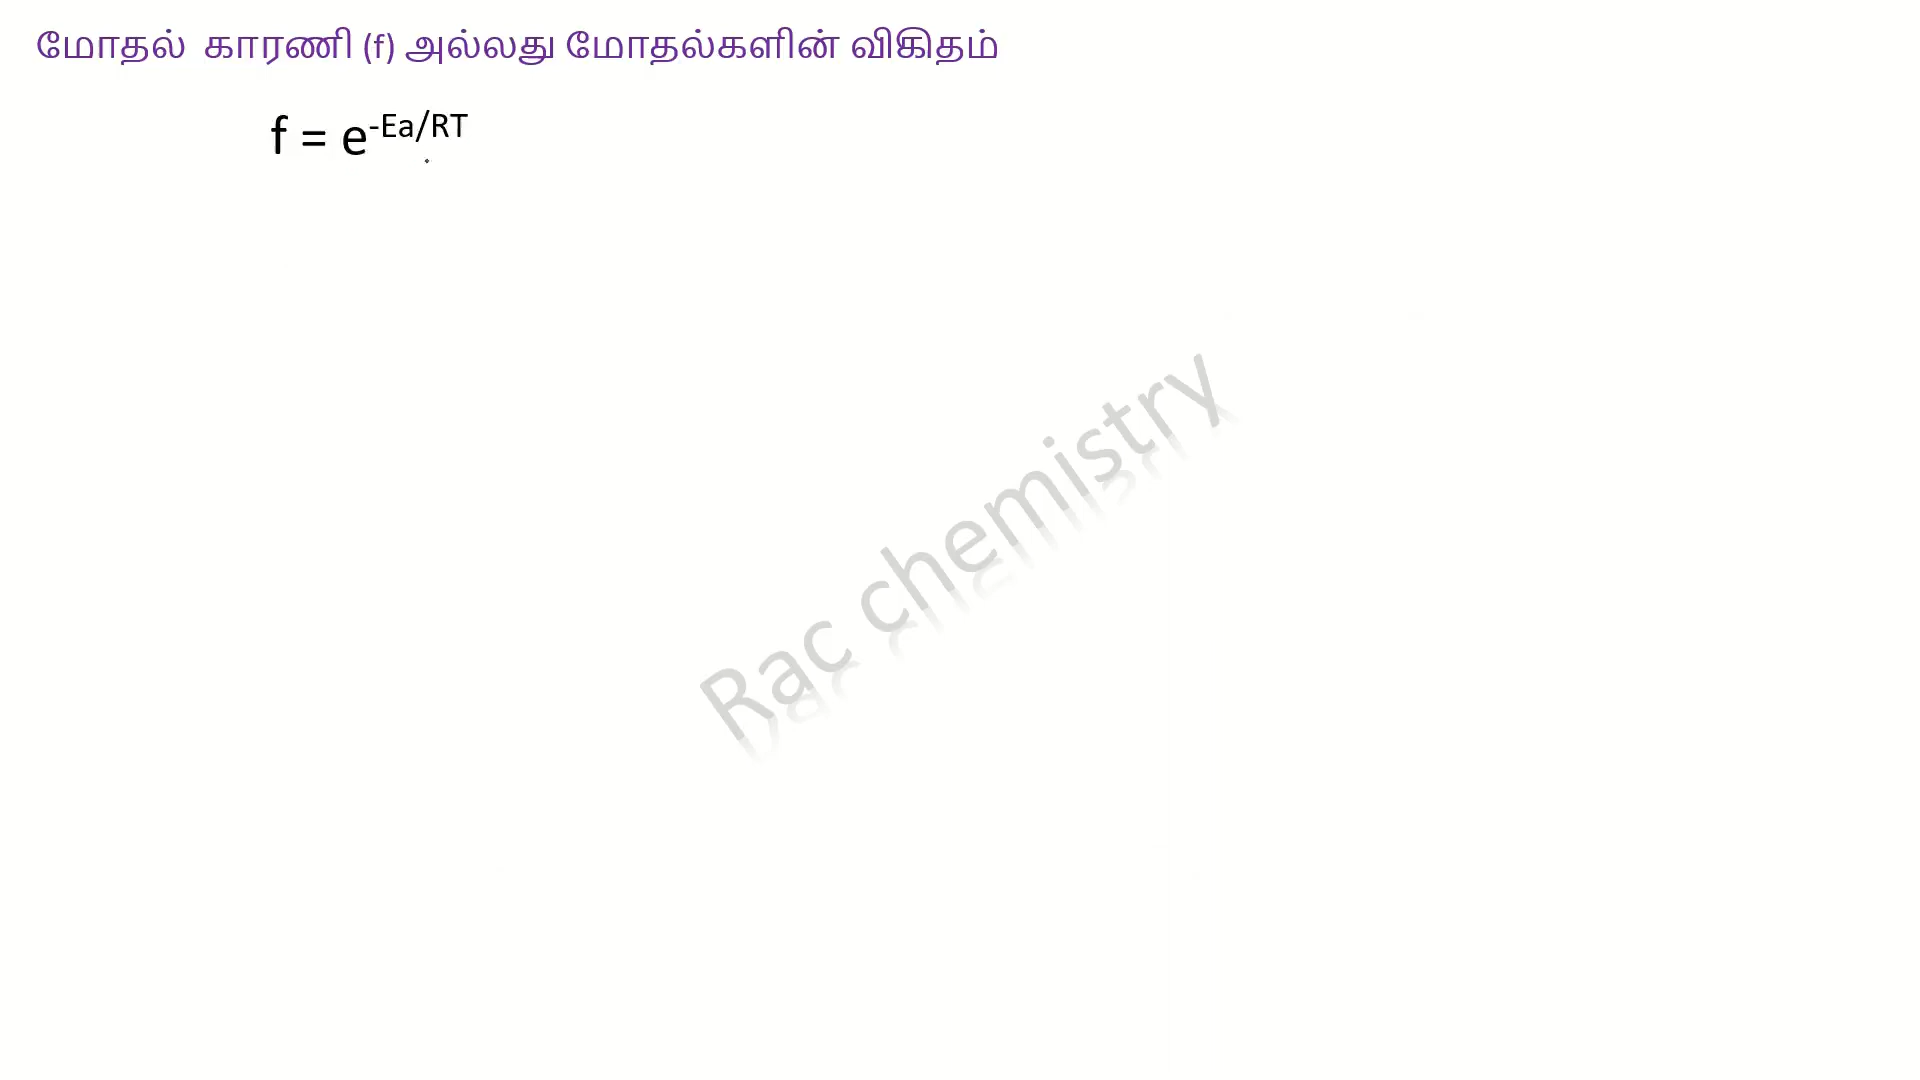 மோதல் காரணி (f) அல்லது மோதல்களின் விகிதம்
f = e-Ea/RT
Rac chemistry